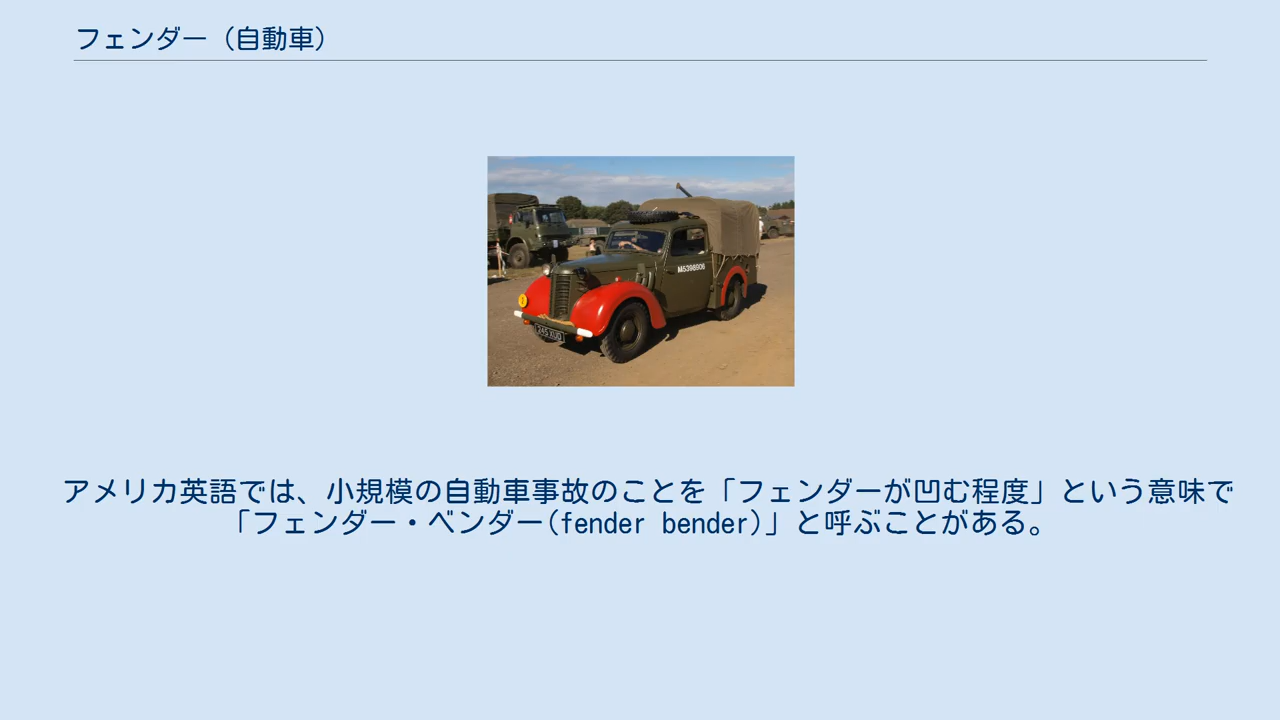 フェンダー（自動車）
M5398906
245 XUO
アメリカ英語では、小規模の自動車事故のことを「フェンダーが凹む程度」という意味で
「フェンダー・ベンダー(fender bender)」と呼ぶことがある。